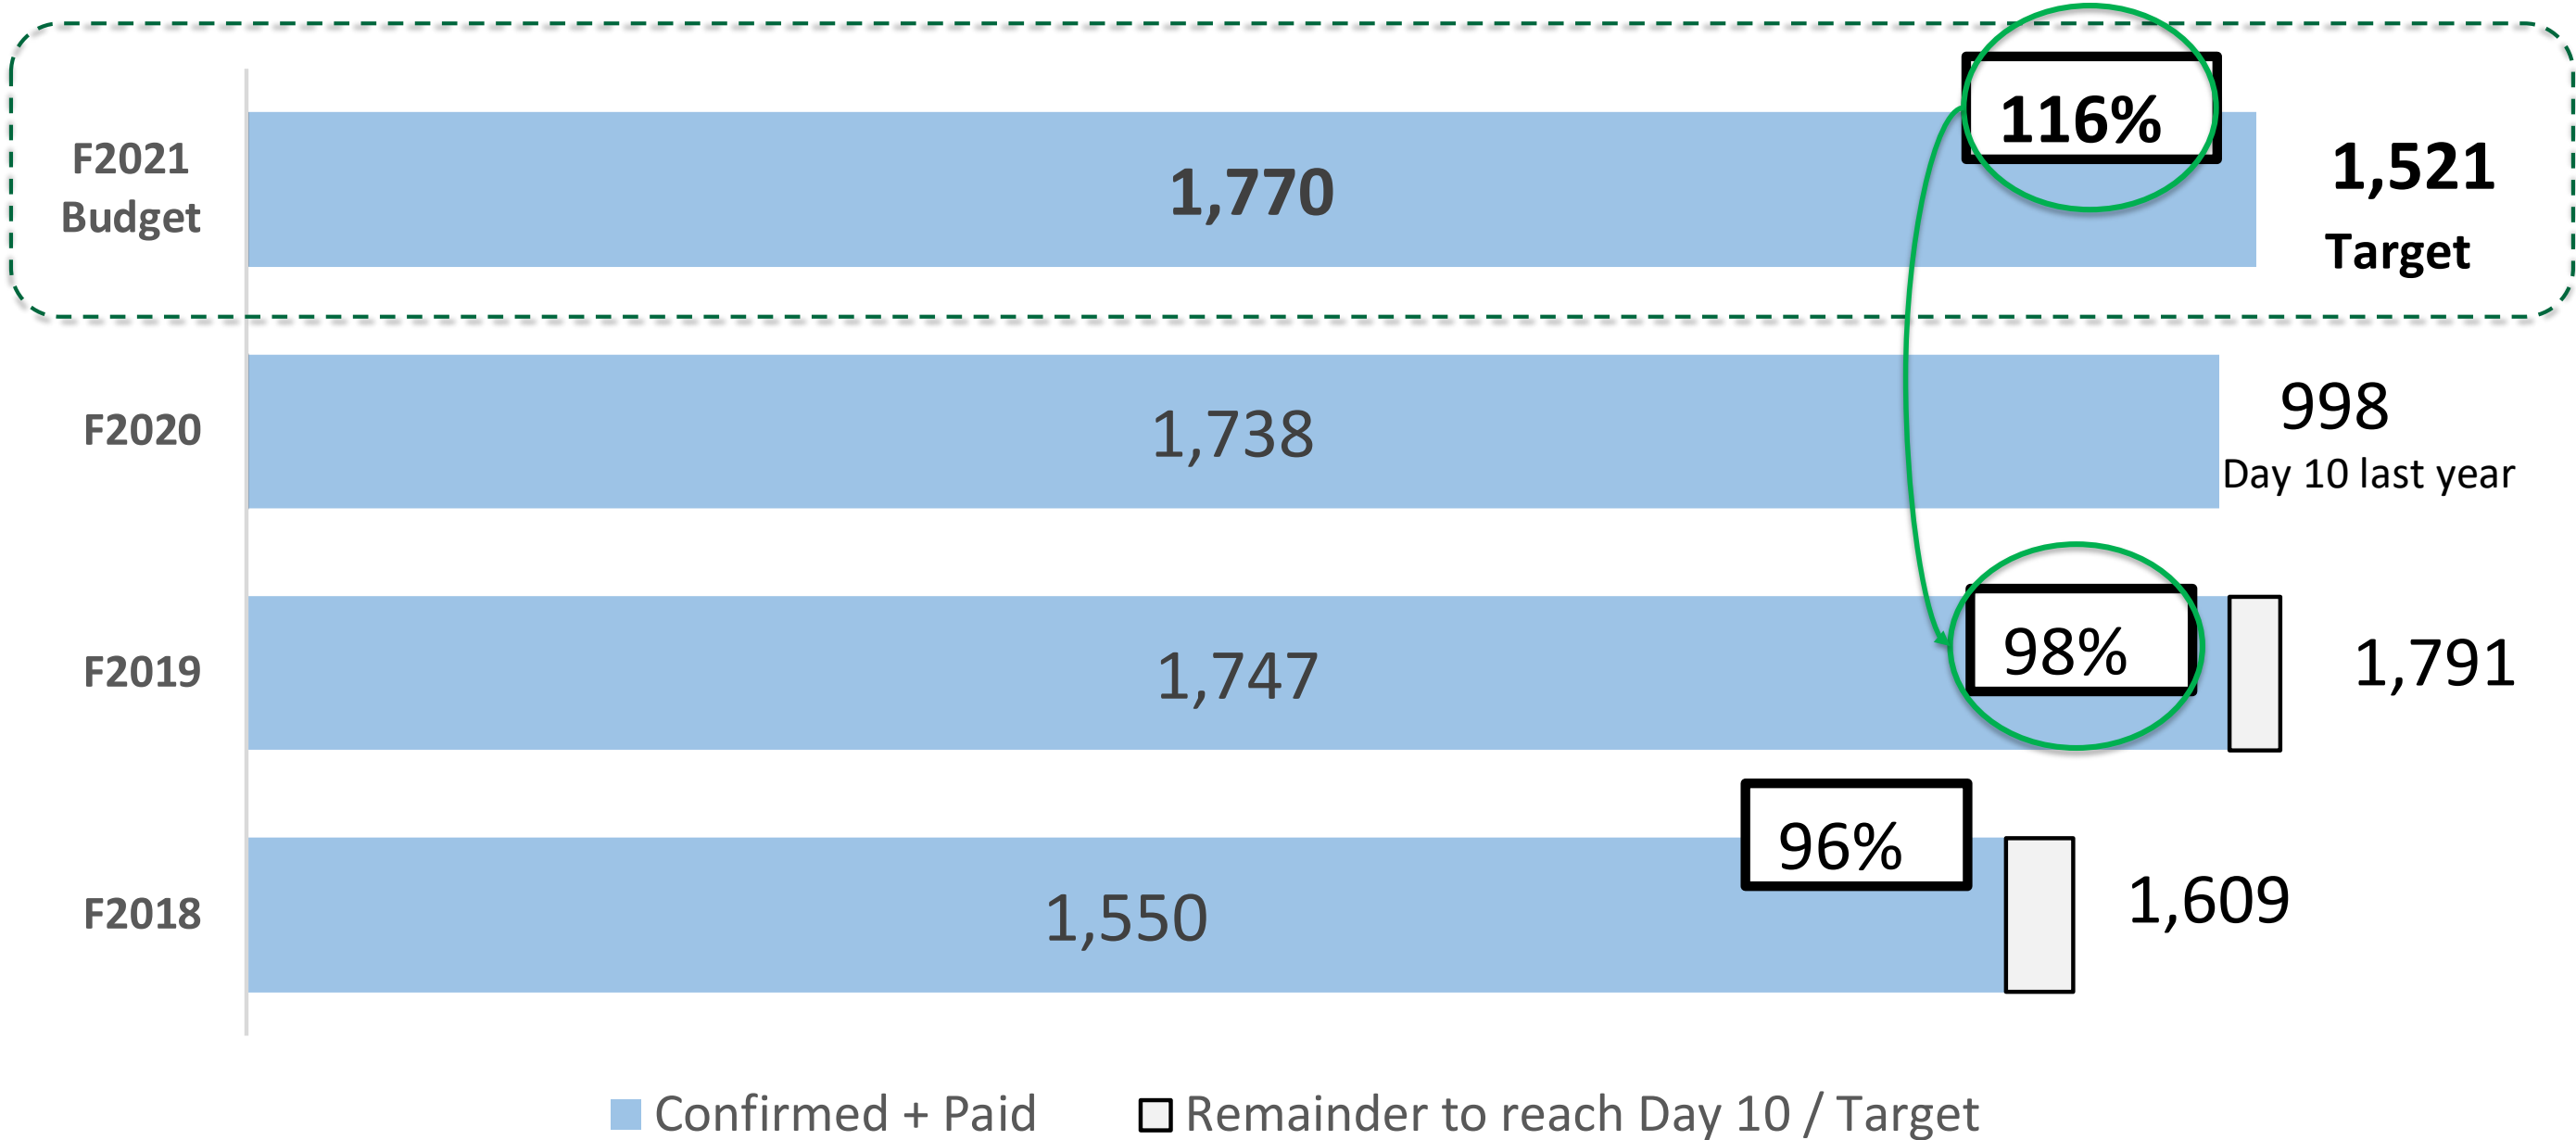 116%
F2021
Budget
1,770
1,521
Target
F2020
1,738
998
Day 10 last year
F2019
1,747
98%
1,791
96%
F2018
1,550
1,609
Confirmed + Paid
Remainder to reach Day 10 / Target